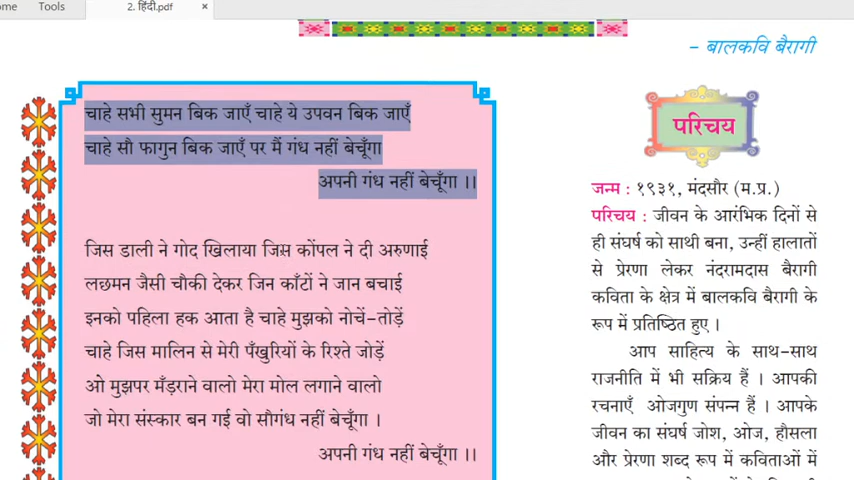 Tools
2. हिंदी.pdf
×
– बालकवि बैरागी
चाहे सभी सुमन बिक जाएँ चाहे ये उपवन बिक जाएँ
चाहे सौ फागुन बिक जाएँ पर मैं गंध नहीं बेचूँगा
अपनी गंध नहीं बेचूँगा ।।
जिस डाली ने गोद खिलाया जिस कोंपल ने दी अरुणाई
लछमन जैसी चौकी देकर जिन काँटों ने जान बचाई
इनको पहिला हक आता है चाहे मुझको नोचें-तोड़ें
चाहे जिस मालिन से मेरी पँखुरियों के रिश्ते जोड़ें
ओ मुझपर मँड़राने वालो मेरा मोल लगाने वालो
जो मेरा संस्कार बन गई वो सौगंध नहीं बेचूँगा ।
अपनी गंध नहीं बेचूँगा ।।
परिचय
जन्म : १९३१, मंदसौर (म.प्र.)
परिचय : जीवन के आरंभिक दिनों से
ही संघर्ष को साथी बना, उन्हीं हालातों
से प्रेरणा लेकर नंदरामदास बैरागी
कविता के क्षेत्र में बालकवि बैरागी के
रूप में प्रतिष्ठित हुए ।
आप साहित्य के साथ-साथ
राजनीति में भी सक्रिय हैं । आपकी
रचनाएँ ओजगुण संपन्न हैं । आपके
जीवन का संघर्ष जोश, ओज, हौसला
और प्रेरणा शब्द रूप में कविताओं में